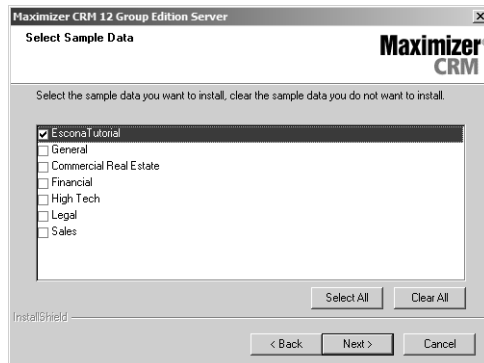 Maximizer CRM 12 Group Edition Server
Select Sample Data
Maximizer
CRM
Select the sample data you want to install, clear the sample data you do not want to install.
EsconaTutorial
General
Commercial Real Estate
Financial
High Tech
Legal
Sales
Select All Clear All
InstallShield
< Back Next > Cancel